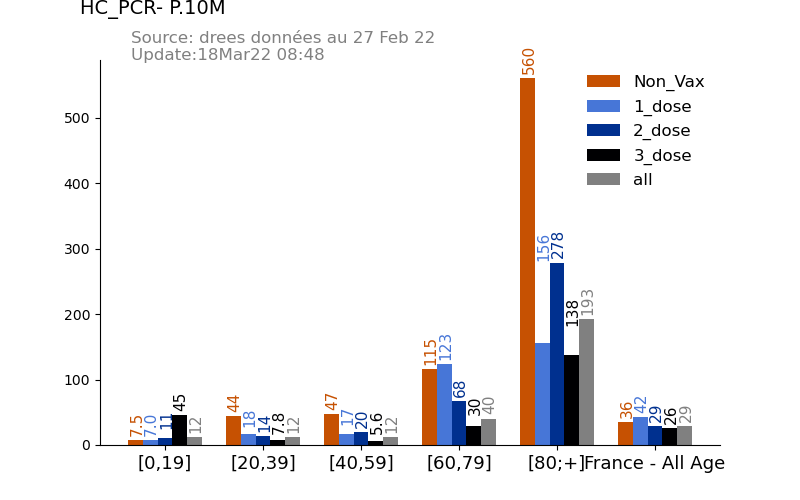 HC_PCR- P.10M
Source: drees données au 27 Feb 22
Update:18Mar22 08:48
Non_Vax
1_dose
2_dose
3_dose
all
500
400
300
200
100
0
7.5 7.0 11 45 12
44 18 14 7.8 12
47 17 20 5.6 12
115 123 68 30 40
560 156 278 138 193
36 42 29 26 29
[0,19] [20,39] [40,59] [60,79] [80;+] France - All Age